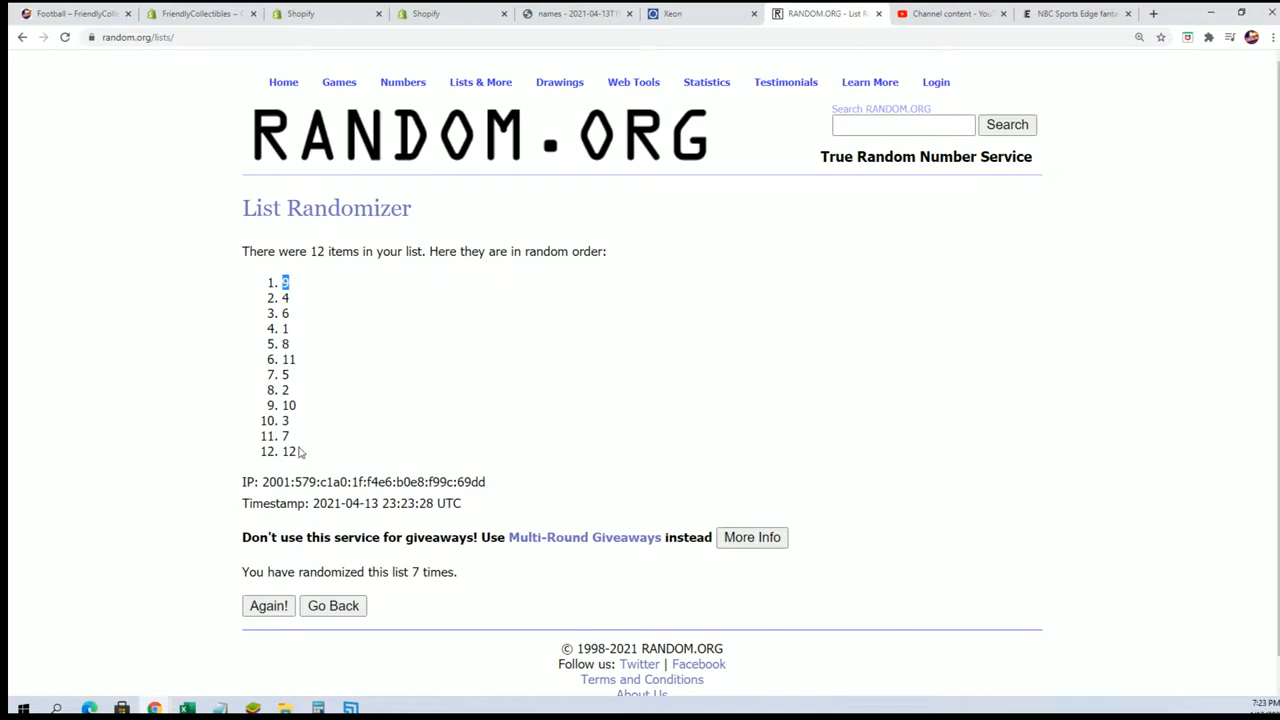 Football – FriendlyColle
FriendlyCollectibles ~
Shopify
Shopify
names - 2021-04-13T1
Xeon
RANDOM.ORG - List R
Channel content - YouT
NBC Sports Edge fanta
random.org/lists/
Home Games Numbers Lists & More Drawings Web Tools Statistics Testimonials Learn More Login
RANDOM.ORG
Search RANDOM.ORG
Search
True Random Number Service
List Randomizer
There were 12 items in your list. Here they are in random order:
1. 9
2. 4
3. 6
4. 1
5. 8
6. 11
7. 5
8. 2
9. 10
10. 3
11. 7
12. 12
IP: 2001:579:c1a0:1f:f4e6:b0e8:f99c:69dd
Timestamp: 2021-04-13 23:23:28 UTC
Don't use this service for giveaways! Use Multi-Round Giveaways instead More Info
You have randomized this list 7 times.
Again! Go Back
© 1998-2021 RANDOM.ORG
Follow us: Twitter | Facebook
Terms and Conditions
About Us
7:23 PM